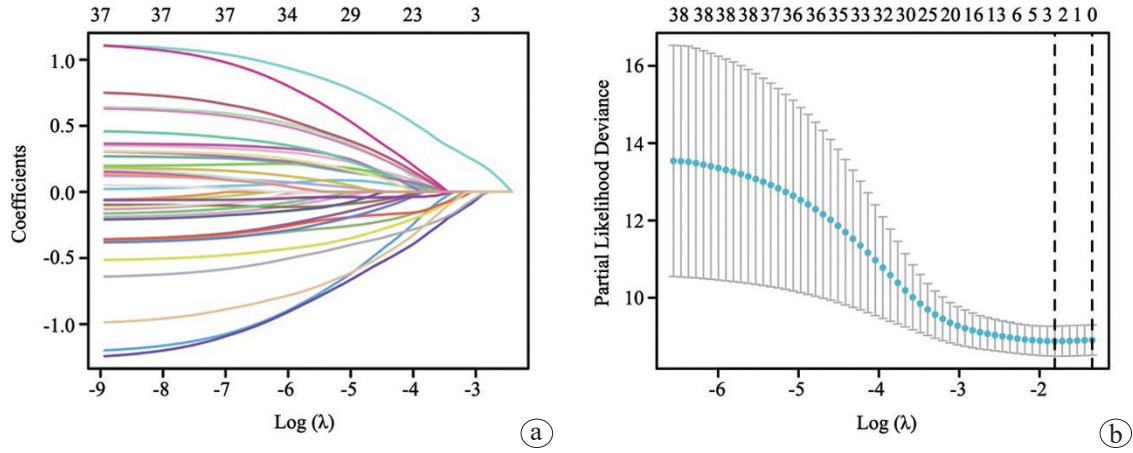 37 37 37 34 29 23 3
1.0
0.5
0.0
-0.5
-1.0
Coefficients
-9 -8 -7 -6 -5 -4 -3
Log (λ)
a
38 38 38 38 37 36 36 35 33 32 30 25 20 16 13 6 5 3 2 1 0
16
14
12
10
Partial Likelihood Deviance
-6 -5 -4 -3 -2
Log (λ)
b